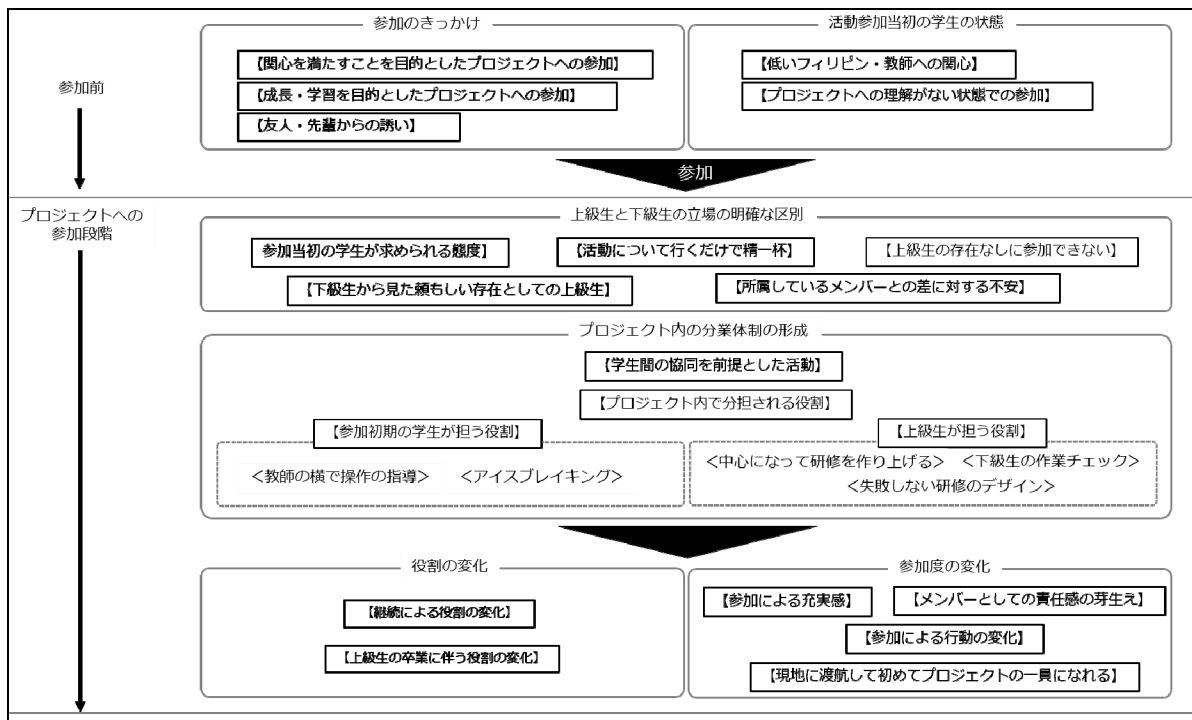 参加のきっかけ
【関心を満たすことを目的としたプロジェクトへの参加】
【成長・学習を目的としたプロジェクトへの参加】
【友人・先輩からの誘い】
活動参加当初の学生の状態
【低いフィリピン・教師への関心】
【プロジェクトへの理解がない状態での参加】
参加前
参加
プロジェクトへの
参加段階
上級生と下級生の立場の明確な区別
参加当初の学生が求められる態度】
【活動について行くだけで精一杯】
【上級生の存在なしに参加できない】
【下級生から見た頼もしい存在としての上級生】
【所属しているメンバーとの差に対する不安】
プロジェクト内の分業体制の形成
【学生間の協同を前提とした活動】
【プロジェクト内で分担される役割】
【参加初期の学生が担う役割】
<教師の横で操作の指導>
<アイスブレイキング>
【上級生が担う役割】
<中心になって研修を作り上げる>
<下級生の作業チェック>
<失敗しない研修のデザイン>
役割の変化
【継続による役割の変化】
【上級生の卒業に伴う役割の変化】
参加度の変化
【参加による充実感】
【メンバーとしての責任感の芽生え】
【参加による行動の変化】
【現地に渡航して初めてプロジェクトの一員になれる】